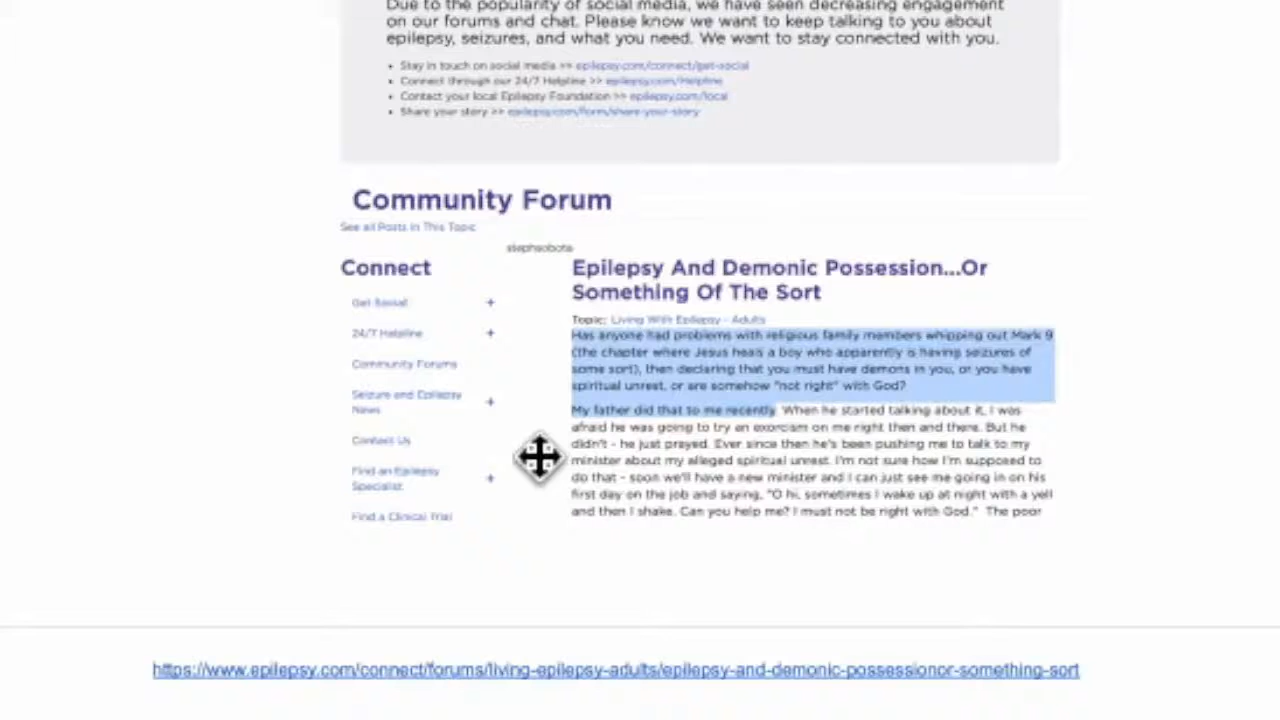 Due to the popularity of social media, we have seen decreasing engagement
on our forums and chat. Please know we want to keep talking to you about
epilepsy, seizures, and what you need. We want to stay connected with you.
• Stay in touch on social media >> epilepsy.com/connect/get-social
• Connect through our 24/7 Helpline >> epilepsy.com/Helpline
• Contact your local Epilepsy Foundation >> epilepsy.com/local
• Share your story >> epilepsy.com/form/share-your-story
Community Forum
See all Posts In This Topic
stephsobota
Connect
Get Social +
24/7 Helpline +
Community Forums
Seizure and Epilepsy
News +
Contact Us
Find an Epilepsy
Specialist +
Find a Clinical Trial
Epilepsy And Demonic Possession...Or
Something Of The Sort
Topic: Living With Epilepsy - Adults
Has anyone had problems with religious family members whipping out Mark 9
(the chapter where Jesus heals a boy who apparently is having seizures of
some sort), then declaring that you must have demons in you, or you have
spiritual unrest, or are somehow "not right" with God?
My father did that to me recently. When he started talking about it, I was
afraid he was going to try an exorcism on me right then and there. But he
didn't - he just prayed. Ever since then he's been pushing me to talk to my
minister about my alleged spiritual unrest. I'm not sure how I'm supposed to
do that - soon we'll have a new minister and I can just see me going in on his
first day on the job and saying, "O hi, sometimes I wake up at night with a yell
and then I shake. Can you help me? I must not be right with God." The poor
https://www.epilepsy.com/connect/forums/living-epilepsy-adults/epilepsy-and-demonic-possessionor-something-sort